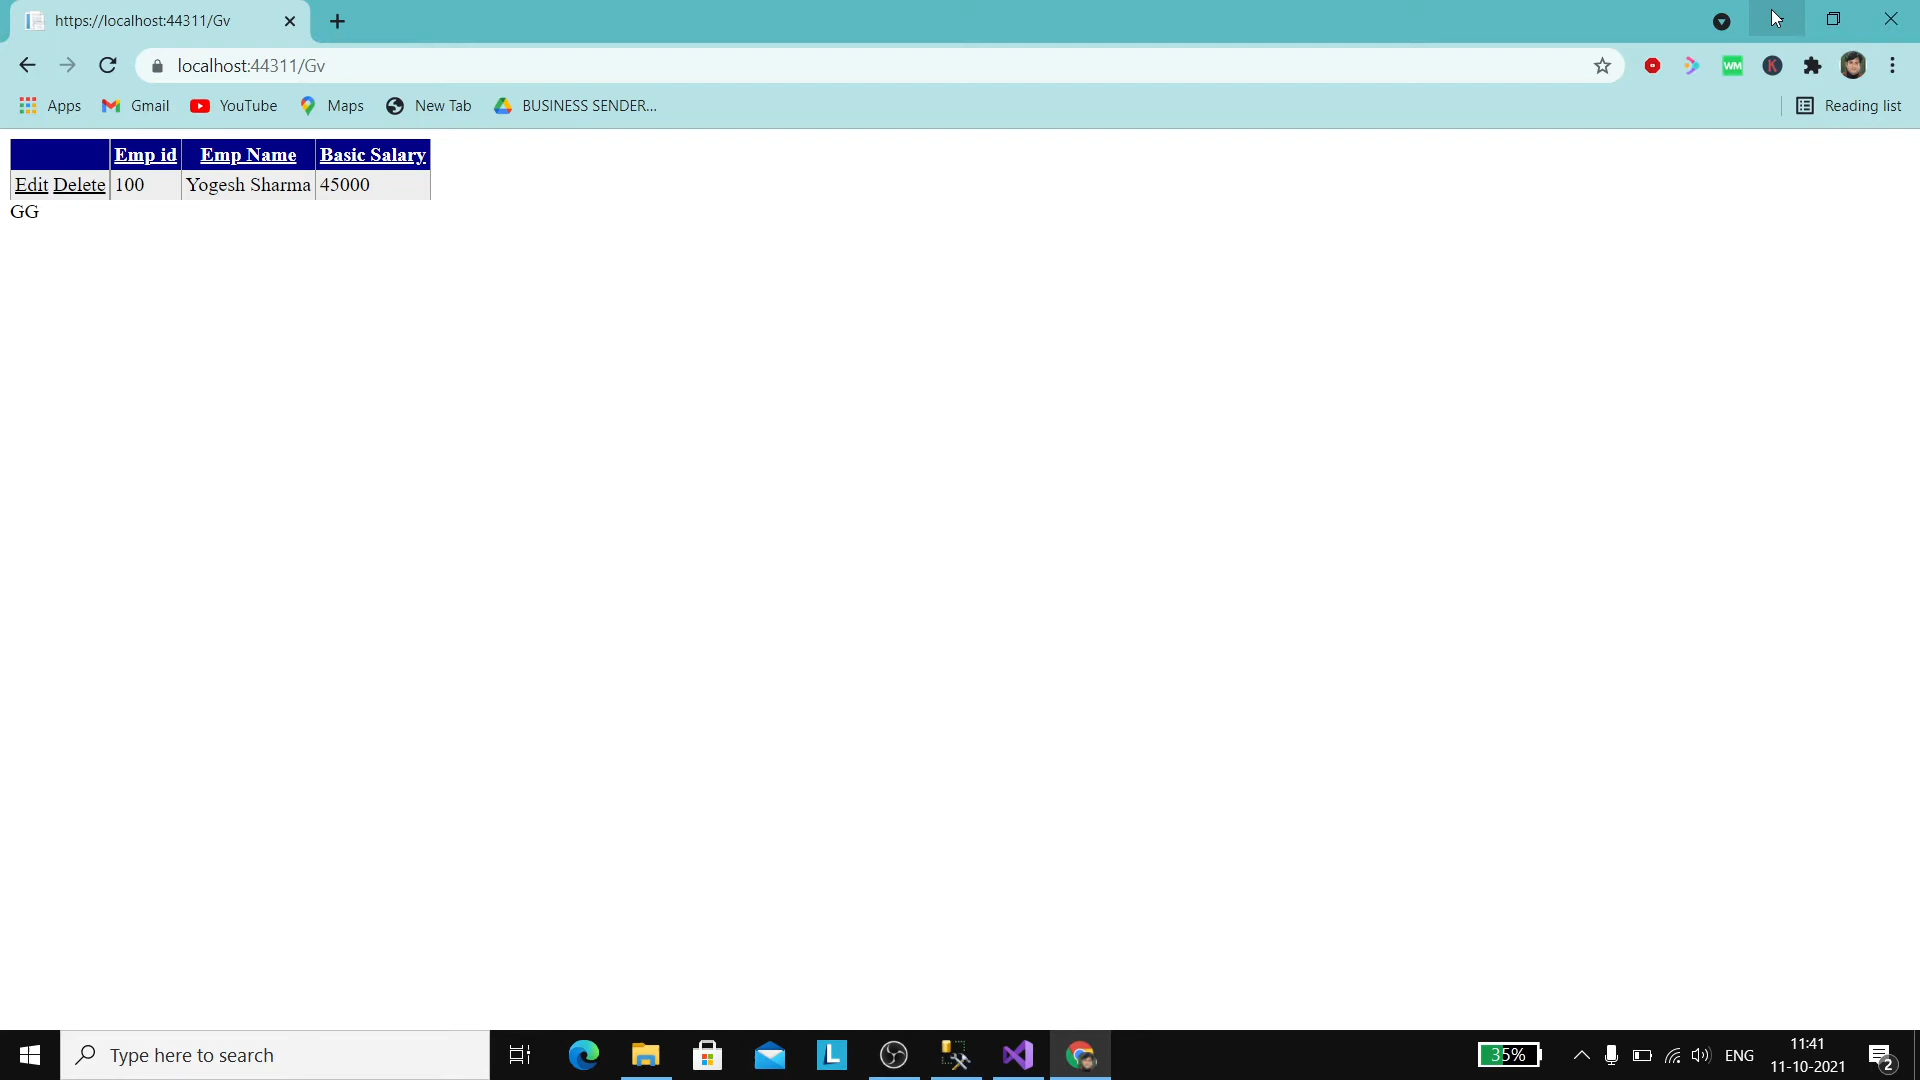 https://localhost:44311/Gv
localhost:44311/Gv
Apps Gmail YouTube Maps New Tab BUSINESS SENDER... Reading list
WM K
Emp id Emp Name Basic Salary
Edit Delete 100 Yogesh Sharma 45000
GG
Type here to search
L
35%
ENG
11:41
11-10-2021
2